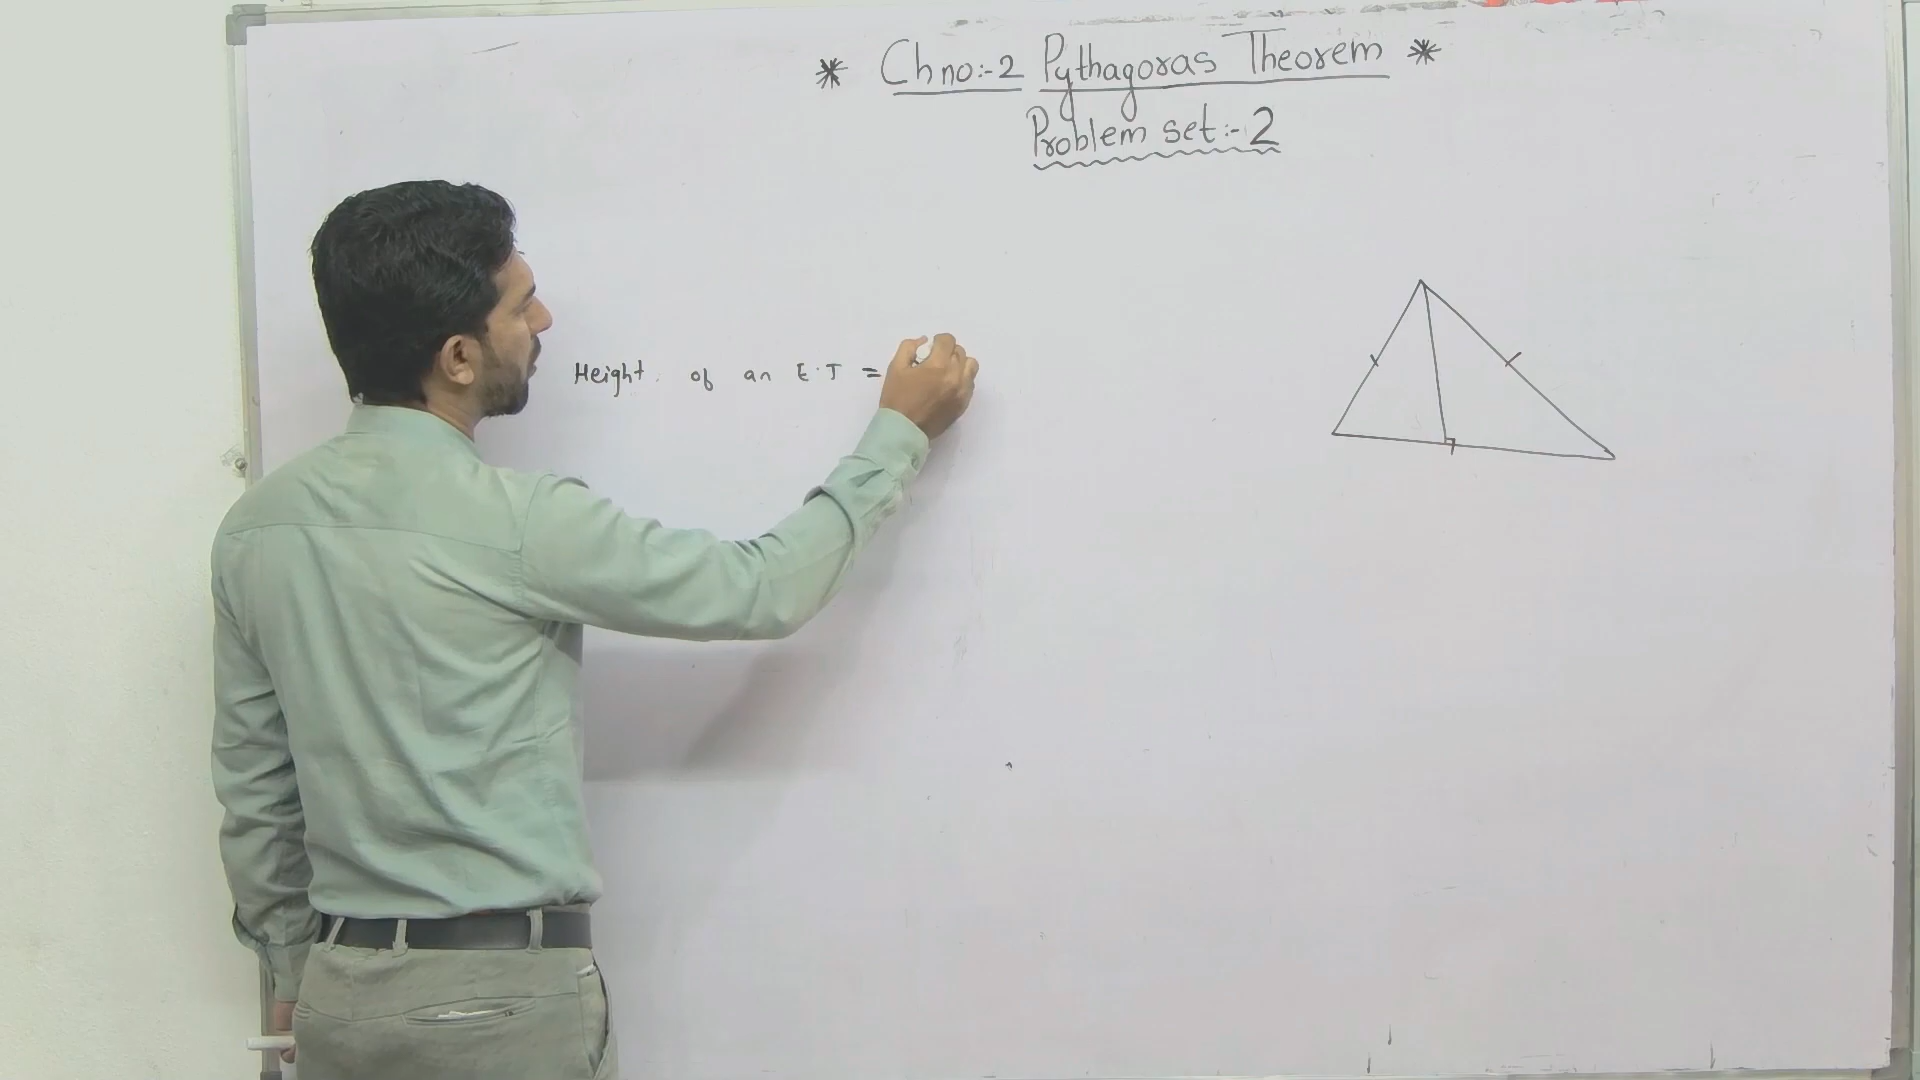 * Ch no:-2 Pythagoras Theorem *
Problem set:- 2
Height of an E.T =